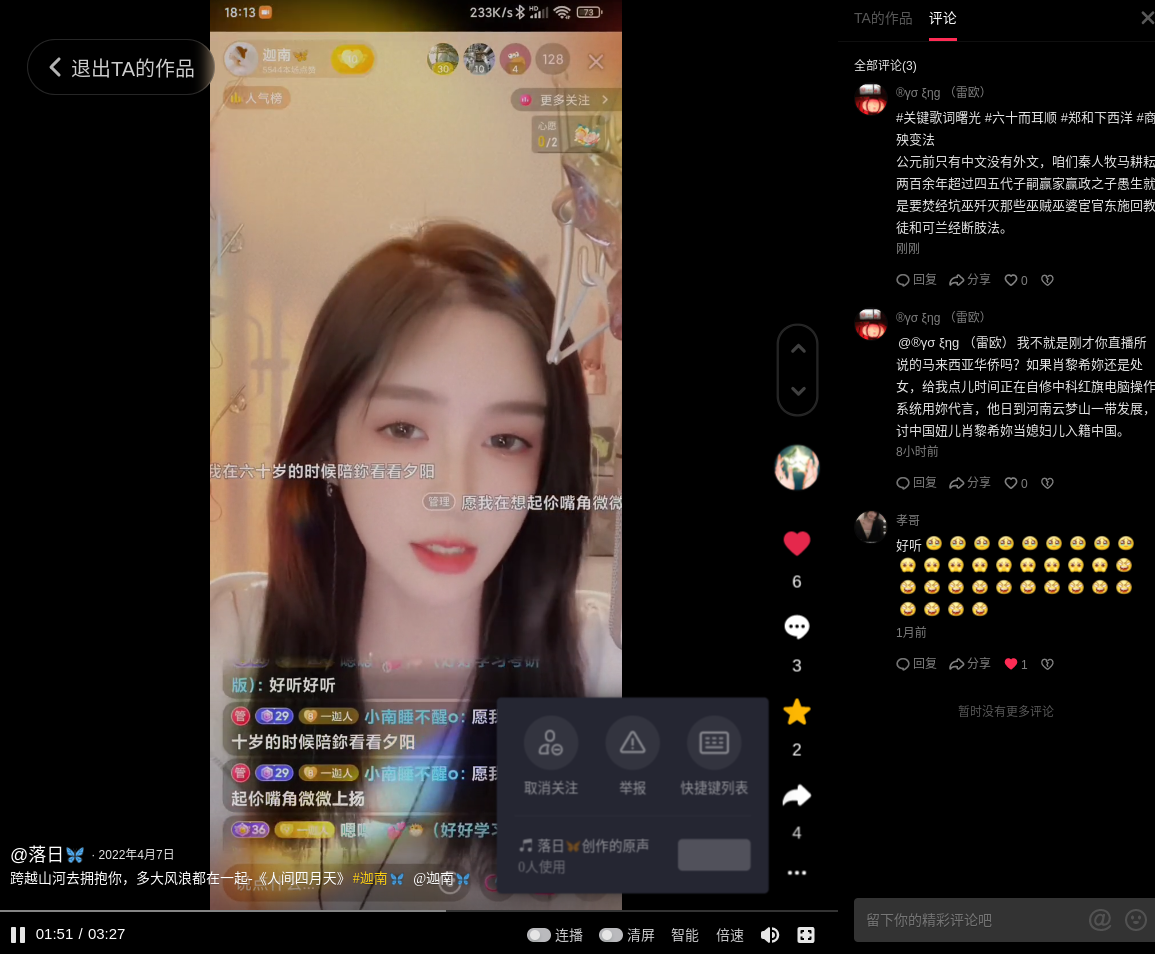 18:13
233K/s HD 73
退出TA的作品
迦南🦋
30 10 4 128
人气榜
更多关注
心愿
0/2
我在六十岁的时候陪鉨看看夕阳
管理 愿我在想起你嘴角微微
版）: 好听好听
管 29 一迦人 小南睡不醒o: 愿我
十岁的时候陪鉨看看夕阳
管 29 一迦人 小南睡不醒o: 愿我
起你嘴角微微上扬
36 （好好学习
取消关注 举报 快捷键列表
落日🦋创作的原声
0人使用
6
3
2
4
@落日🦋 · 2022年4月7日
跨越山河去拥抱你，多大风浪都在一起-《人间四月天》 #迦南🦋 @迦南🦋
01:51 / 03:27
连播 清屏 智能 倍速
TA的作品 评论
全部评论(3)
®γσ ξηg （雷欧）
#关键歌词曙光 #六十而耳顺 #郑和下西洋 #商
殃变法
公元前只有中文没有外文，咱们秦人牧马耕耘
两百余年超过四五代子嗣赢家赢政之子愚生就
是要焚经坑巫歼灭那些巫贼巫婆宦官东施回教
徒和可兰经断肢法。
刚刚
回复 分享 0
®γσ ξηg （雷欧）
@®γσ ξηg （雷欧） 我不就是刚才你直播所
说的马来西亚华侨吗？如果肖黎希妳还是处
女，给我点儿时间正在自修中科红旗电脑操作
系统用妳代言，他日到河南云梦山一带发展，
讨中国妞儿肖黎希妳当媳妇儿入籍中国。
8小时前
回复 分享 0
孝哥
好听
1月前
回复 分享 1
暂时没有更多评论
留下你的精彩评论吧